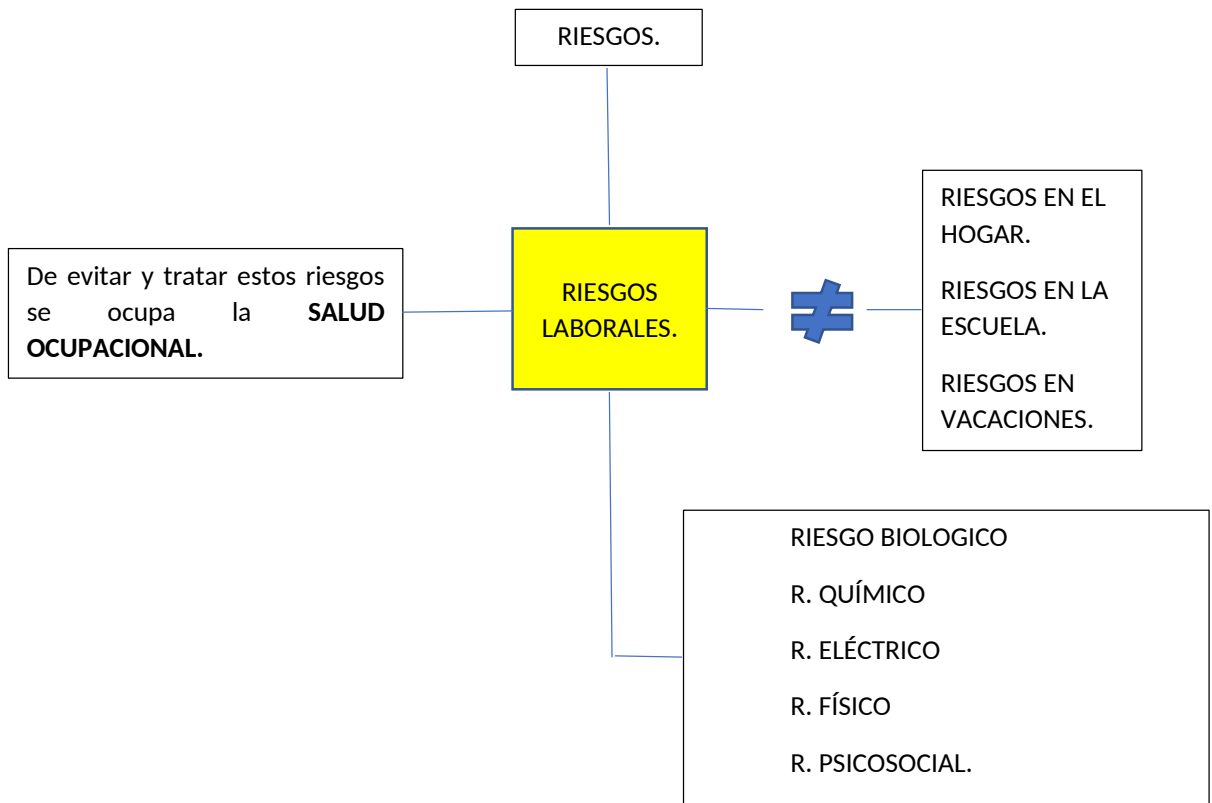 RIESGOS.
De evitar y tratar estos riesgos
se ocupa la SALUD
OCUPACIONAL.
RIESGOS
LABORALES.
RIESGOS EN EL
HOGAR.
RIESGOS EN LA
ESCUELA.
RIESGOS EN
VACACIONES.
RIESGO BIOLOGICO
R. QUÍMICO
R. ELÉCTRICO
R. FÍSICO
R. PSICOSOCIAL.